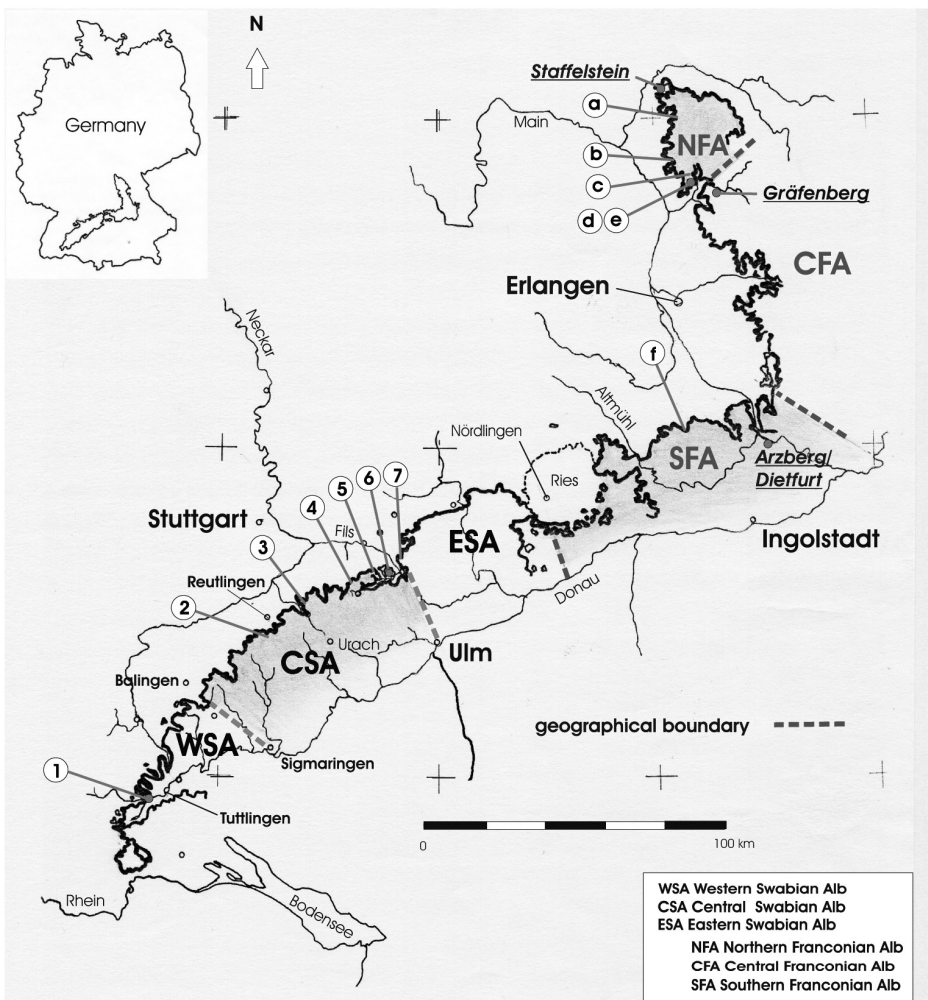 N
Germany
Staffelstein
a
Main
NFA
b
c
d e
Gräfenberg
CFA
Erlangen
Neckar
f
Altmühl
Nördlingen
SFA
Arzberg/
Dietfurt
Ries
7
6
5
4
Stuttgart
Fils
ESA
Ingolstadt
3
Reutlingen
Donau
2
Urach
CSA
Ulm
Balingen
geographical boundary
WSA
Sigmaringen
1
Tuttlingen
0
100 km
Rhein
Bodensee
WSA Western Swabian Alb
CSA Central Swabian Alb
ESA Eastern Swabian Alb
NFA Northern Franconian Alb
CFA Central Franconian Alb
SFA Southern Franconian Alb